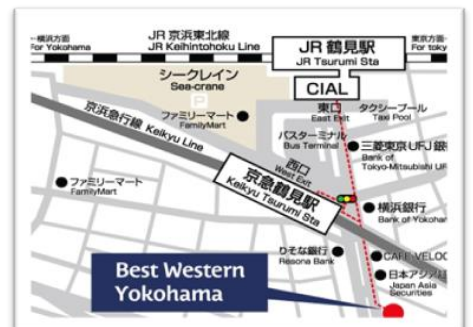 JR 京浜東北線
JR Keihintohoku Line
横浜方面
For Yokohama
JR 鶴見駅
JR Tsurumi Sta
東京方面
For
CIAL
シークレイン
Sea-crane
P
東口
East Exit
タクシープール
Taxi Pool
ファミリーマート
FamilyMart
バスターミナル
Bus Terminal
三菱東京UFJ
Bank of
Tokyo-Mitsubishi
京浜急行線 Keikyu Line
西口
West Exit
京急鶴見駅
Keikyu Tsurumi Sta
ファミリーマート
FamilyMart
横浜銀行
Bank of
りそな銀行
Resona Bank
CAFE
日本アジア
Japan Asia
Securities
Best Western
Yokohama